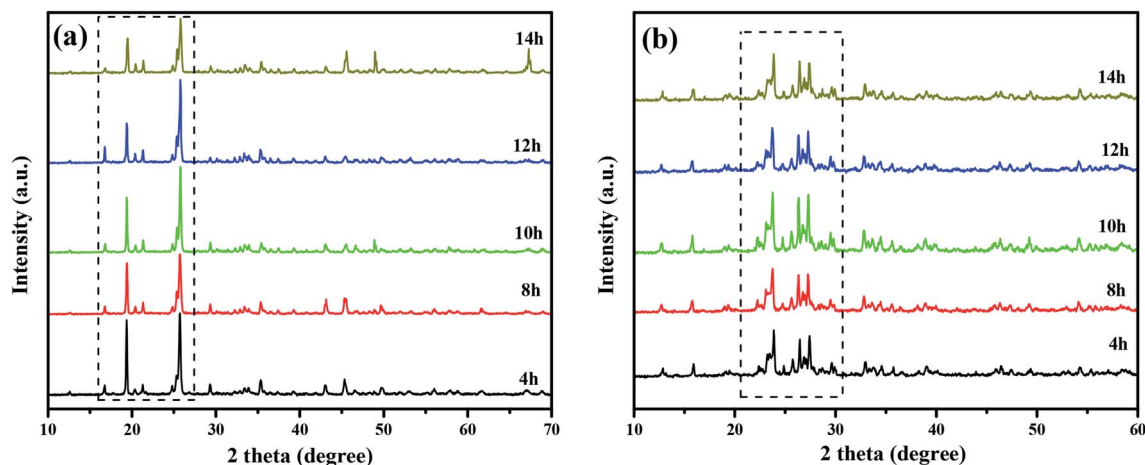 (a)
14h
12h
10h
8h
4h
Intensity (a.u.)
10 20 30 40 50 60 70
2 theta (degree)
(b)
14h
12h
10h
8h
4h
Intensity (a.u.)
10 20 30 40 50 60
2 theta (degree)